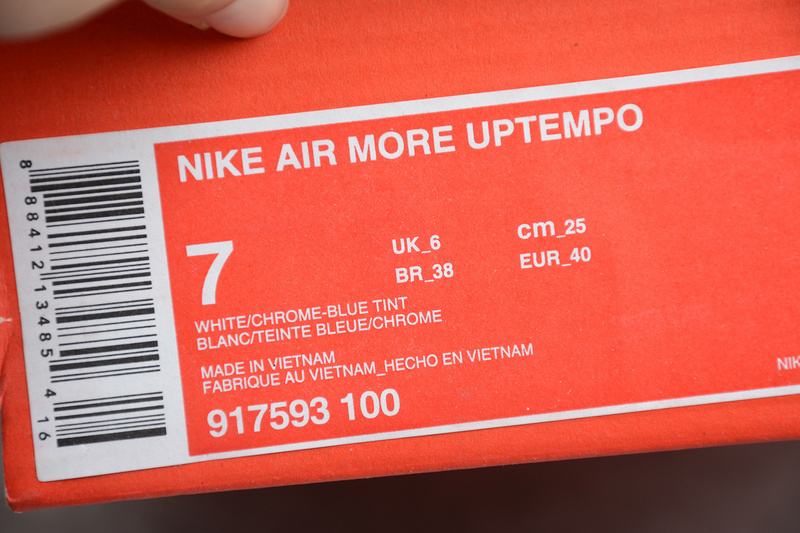 NIKE AIR MORE UPTEMPO
7
UK_6
cm_25
BR_38
EUR_40
WHITE/CHROME-BLUE TINT
BLANC/TEINTE BLEUE/CHROME
MADE IN VIETNAM
FABRIQUE AU VIETNAM_HECHO EN VIETNAM
917593 100
NIK
8 88412 13485 4 16